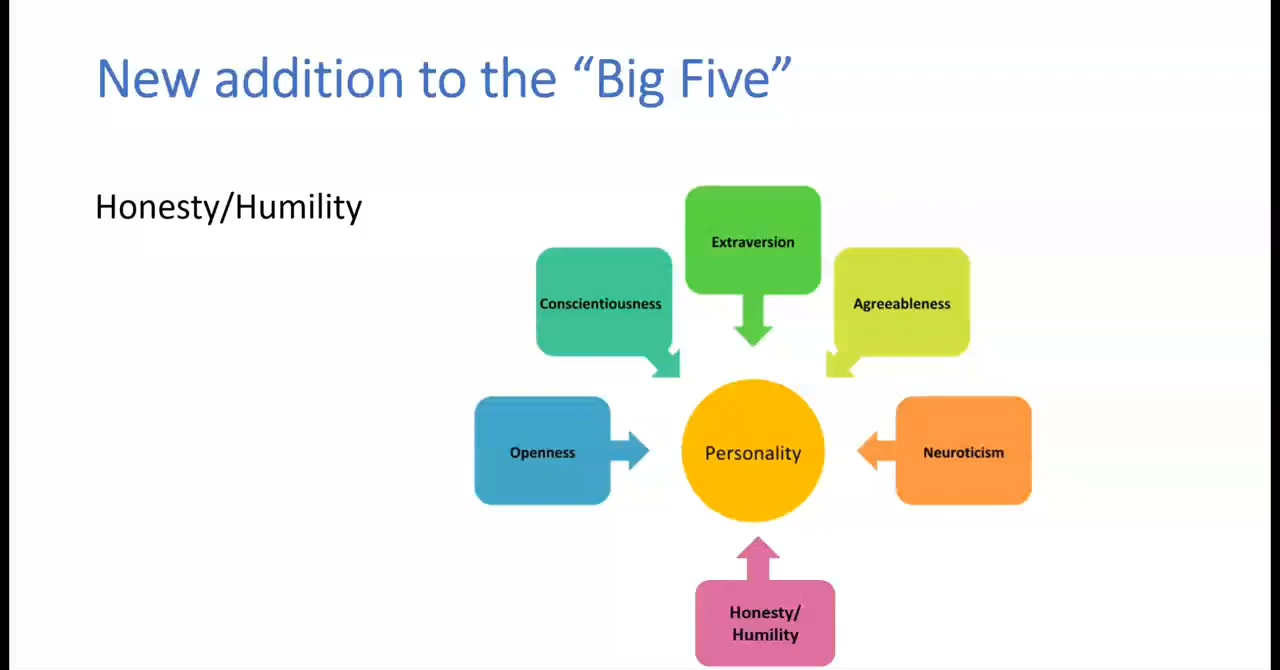 New addition to the “Big Five”
Honesty/Humility
Extraversion
Conscientiousness
Agreeableness
Openness
Personality
Neuroticism
Honesty/
Humility